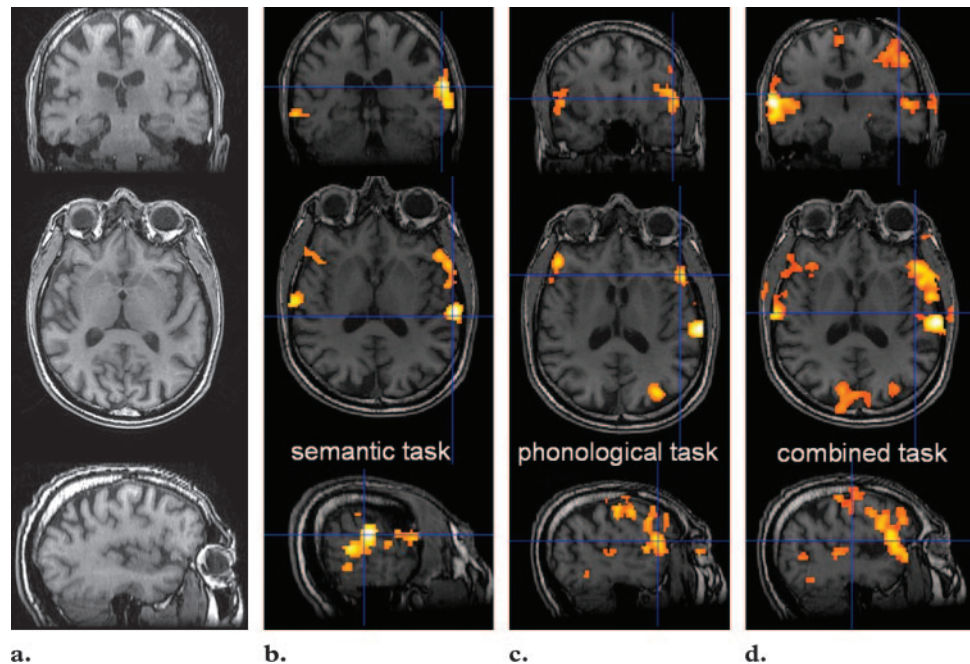 semantic task
phonological task
combined task
a.
b.
c.
d.